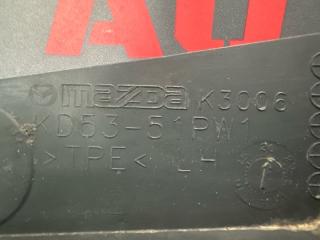 AU
mazda K3006
KD53-51PW1
>TPE< LH